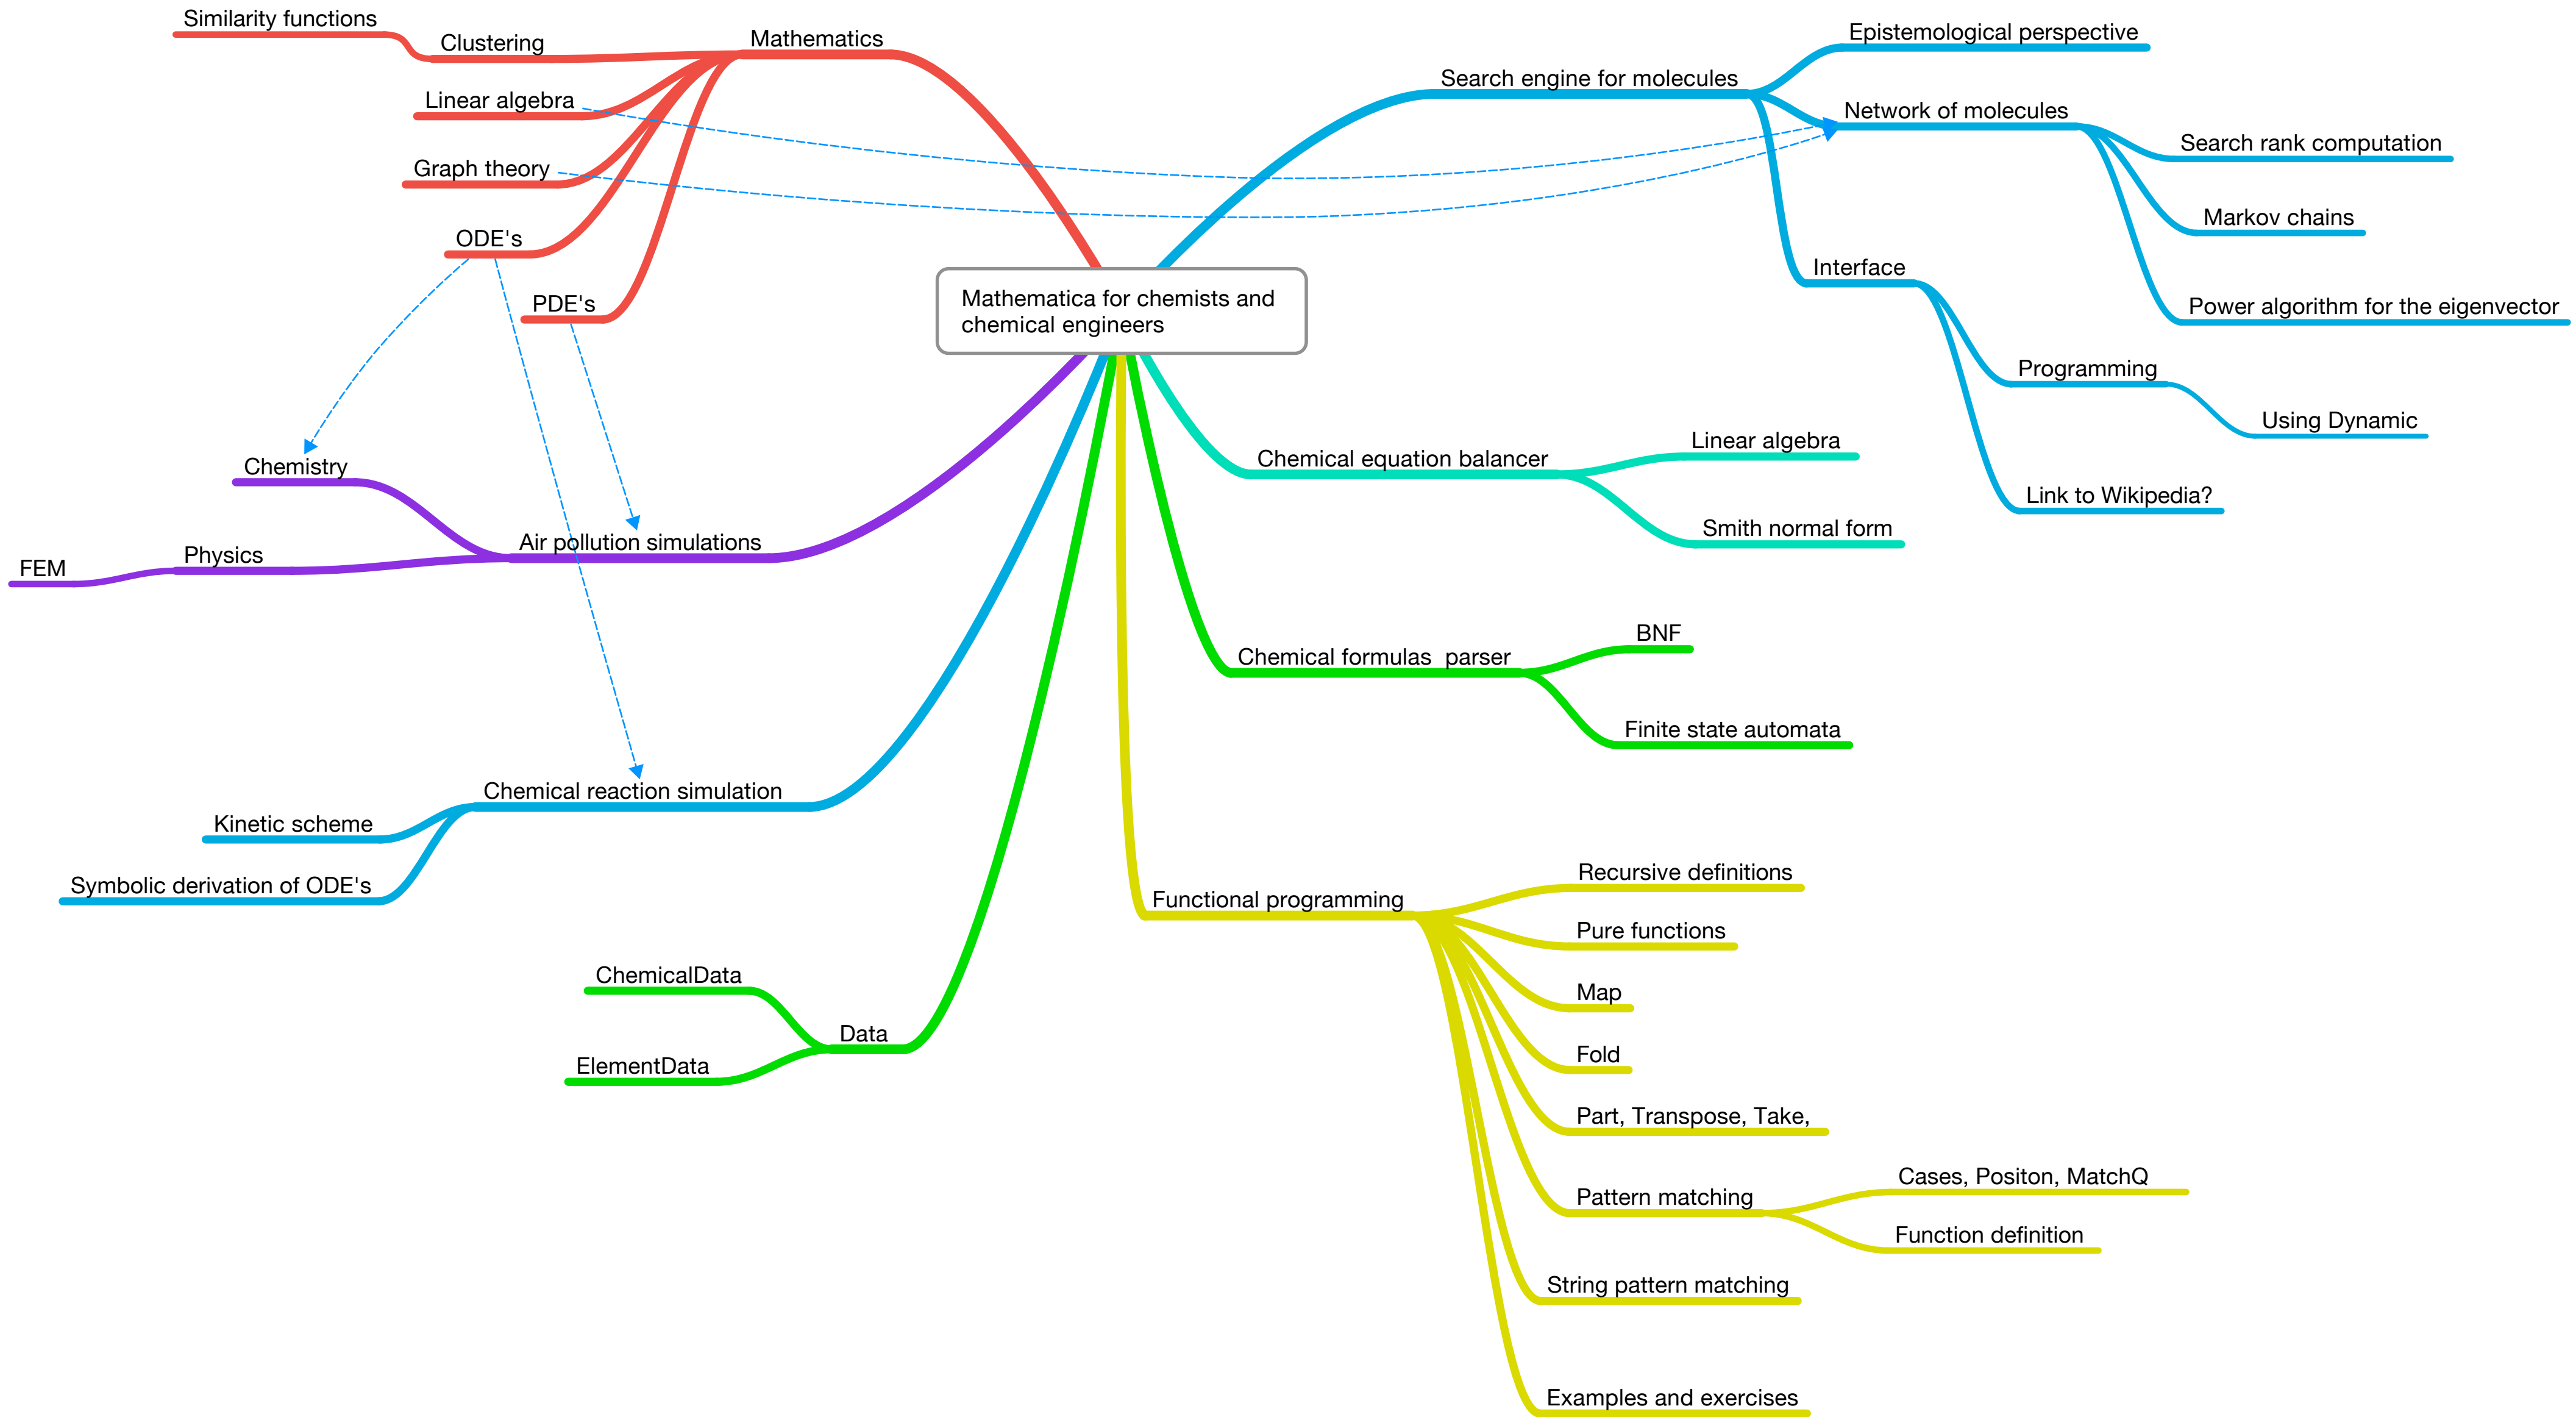 Mathematica for chemists and
chemical engineers
Search engine for molecules
Epistemological perspective
Network of molecules
Search rank computation
Markov chains
Power algorithm for the eigenvector
Interface
Programming
Using Dynamic
Link to Wikipedia?
Chemical equation balancer
Linear algebra
Smith normal form
Chemical formulas  parser
BNF
Finite state automata
Functional programming
Recursive definitions
Pure functions
Map
Fold
Part, Transpose, Take,
Pattern matching
Cases, Positon, MatchQ
Function definition
String pattern matching
Examples and exercises
Mathematics
Clustering
Similarity functions
Linear algebra
Graph theory
ODE's
PDE's
Air pollution simulations
Chemistry
Physics
FEM
Chemical reaction simulation
Kinetic scheme
Symbolic derivation of ODE's
Data
ChemicalData
ElementData